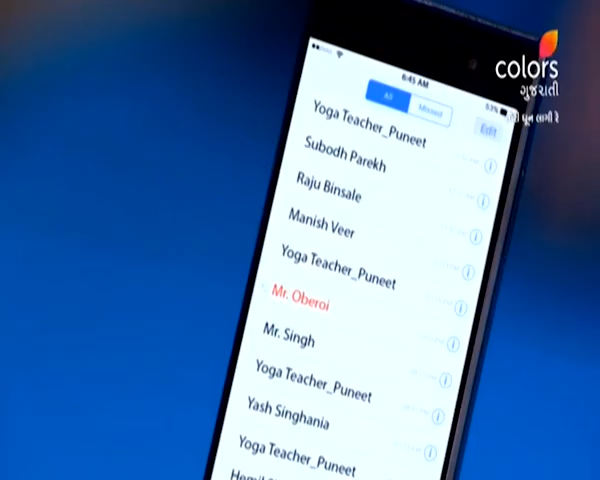 colors
ગુજરાતી
6:45 AM
53%
All
Missed
Edit
Yoga Teacher_Puneet
Subodh Parekh
Raju Binsale
Manish Veer
Yoga Teacher_Puneet
Mr. Oberoi
Mr. Singh
Yoga Teacher_Puneet
Yash Singhania
Yoga Teacher_Puneet